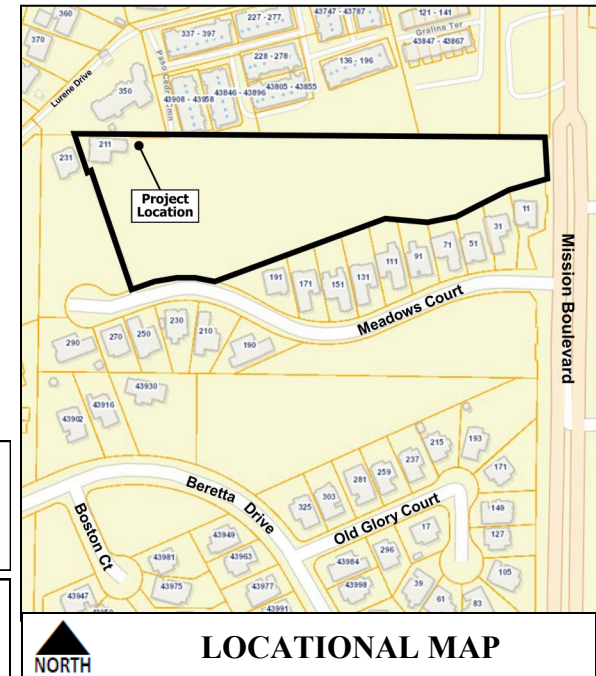 360
370
227 - 277
43747 - 43787
121 - 141
337 - 397
Gralina Ter
43847 - 43867
228 - 278
136 - 196
Lurene Drive
350
43908 - 43958
43846 - 43896
43805 - 43855
231
211
Project
Location
11
31
51
71
91
111
131
151
171
191
Mission Boulevard
Meadows Court
290
270
250
230
210
190
43930
43916
43902
193
215
237
259
281
303
325
171
Beretta Drive
Old Glory Court
149
127
17
Boston Ct
43949
43963
43981
43975
43977
43984
296
43998
39
61
83
105
43947
43991
NORTH
LOCATIONAL MAP